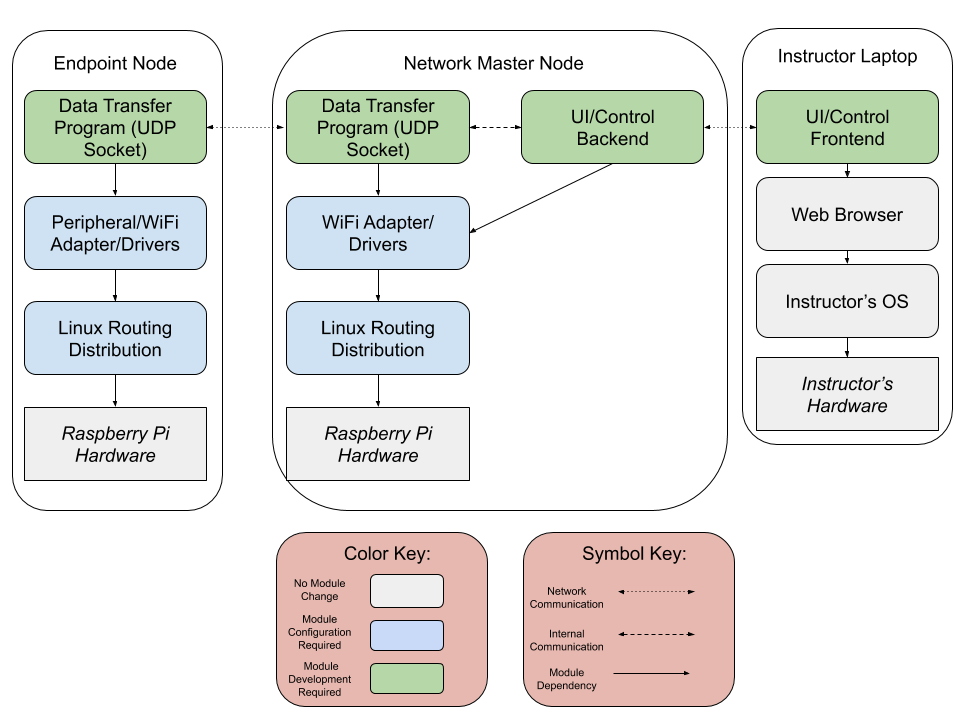 Endpoint Node
Data Transfer
Program (UDP
Socket)
Peripheral/WiFi
Adapter/Drivers
Linux Routing
Distribution
Raspberry Pi
Hardware
Network Master Node
Data Transfer
Program (UDP
Socket)
UI/Control
Backend
WiFi Adapter/
Drivers
Linux Routing
Distribution
Raspberry Pi
Hardware
Instructor Laptop
UI/Control
Frontend
Web Browser
Instructor’s OS
Instructor’s
Hardware
Color Key:
No Module
Change
Module
Configuration
Required
Module
Development
Required
Symbol Key:
Network
Communication
Internal
Communication
Module
Dependency